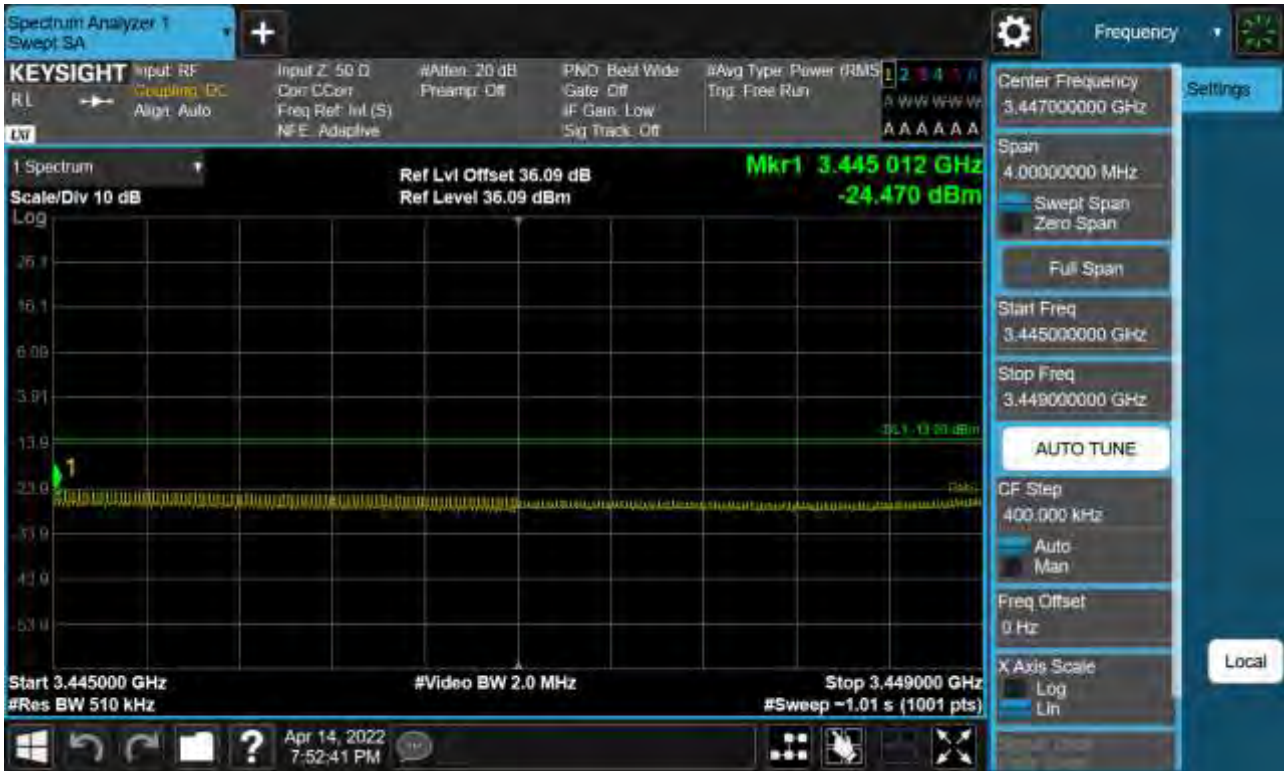 Spectrum Analyzer 1
Swept SA
+
Frequency
KEYSIGHT
RL
LXI
Input: RF
Coupling: DC
Align: Auto
Input Z: 50 Ω
Corr CCorr
Freq Ref: Int (S)
NFE: Adaptive
#Atten: 20 dB
Preamp: Off
PNO: Best Wide
Gate: Off
IF Gain: Low
Sig Track: Off
#Avg Type: Power (RMS
Trig: Free Run
1 2 3 4 5 6
A W W W W W
A A A A A A
1 Spectrum
Scale/Div 10 dB
Log
Ref Lvl Offset 36.09 dB
Ref Level 36.09 dBm
Mkr1 3.445 012 GHz
-24.470 dBm
26.1
16.1
6.09
-3.91
-13.9
-23.9
-33.9
-43.9
-53.9
1
Start 3.445000 GHz
#Res BW 510 kHz
#Video BW 2.0 MHz
Stop 3.449000 GHz
#Sweep ~1.01 s (1001 pts)
Center Frequency
3.447000000 GHz
Settings
Span
4.00000000 MHz
Swept Span
Zero Span
Full Span
Start Freq
3.445000000 GHz
Stop Freq
3.449000000 GHz
AUTO TUNE
CF Step
400.000 kHz
Auto
Man
Freq Offset
0 Hz
X Axis Scale
Log
Lin
Local
?
Apr 14, 2022
7:52:41 PM